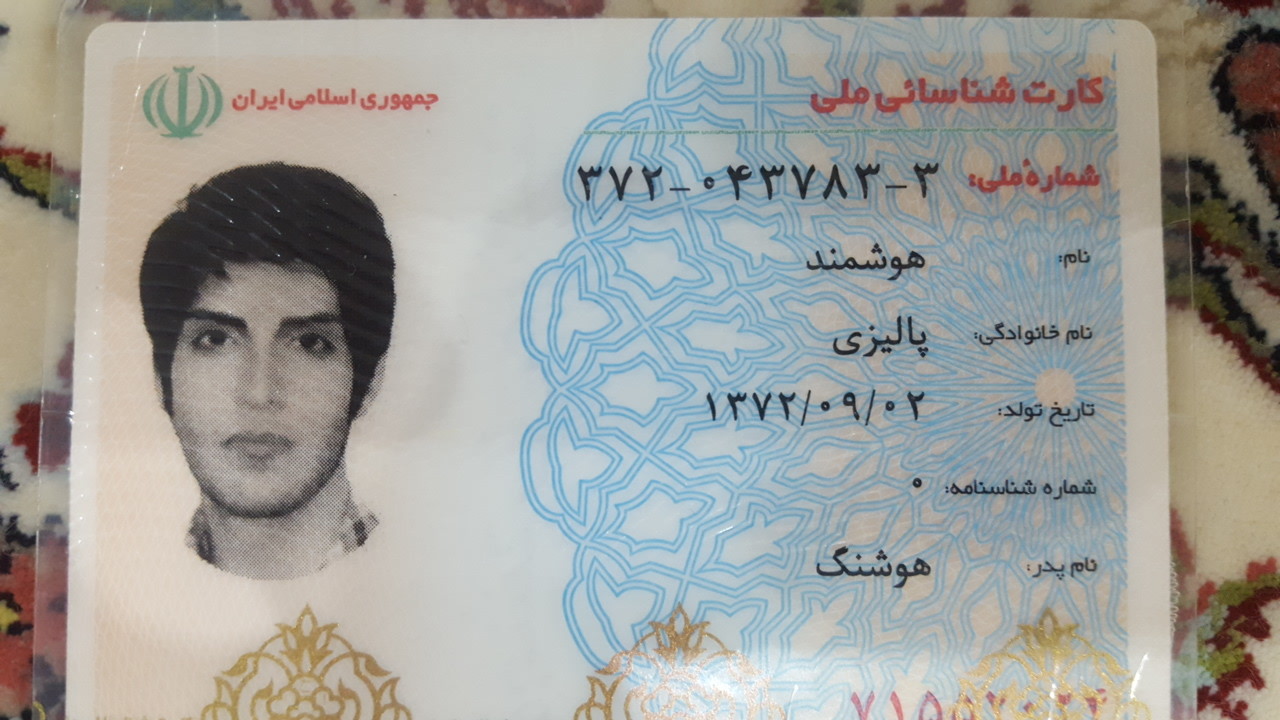 کارت شناسائی ملی
جمهوری اسلامی ایران
شمارهٔ ملی: ۳۷۲-۰۴۳۷۸۳-۳
نام: هوشمند
نام خانوادگی: پالیزی
تاریخ تولد: ۱۳۷۲/۰۹/۰۲
شماره شناسنامه: ۰
نام پدر: هوشنگ